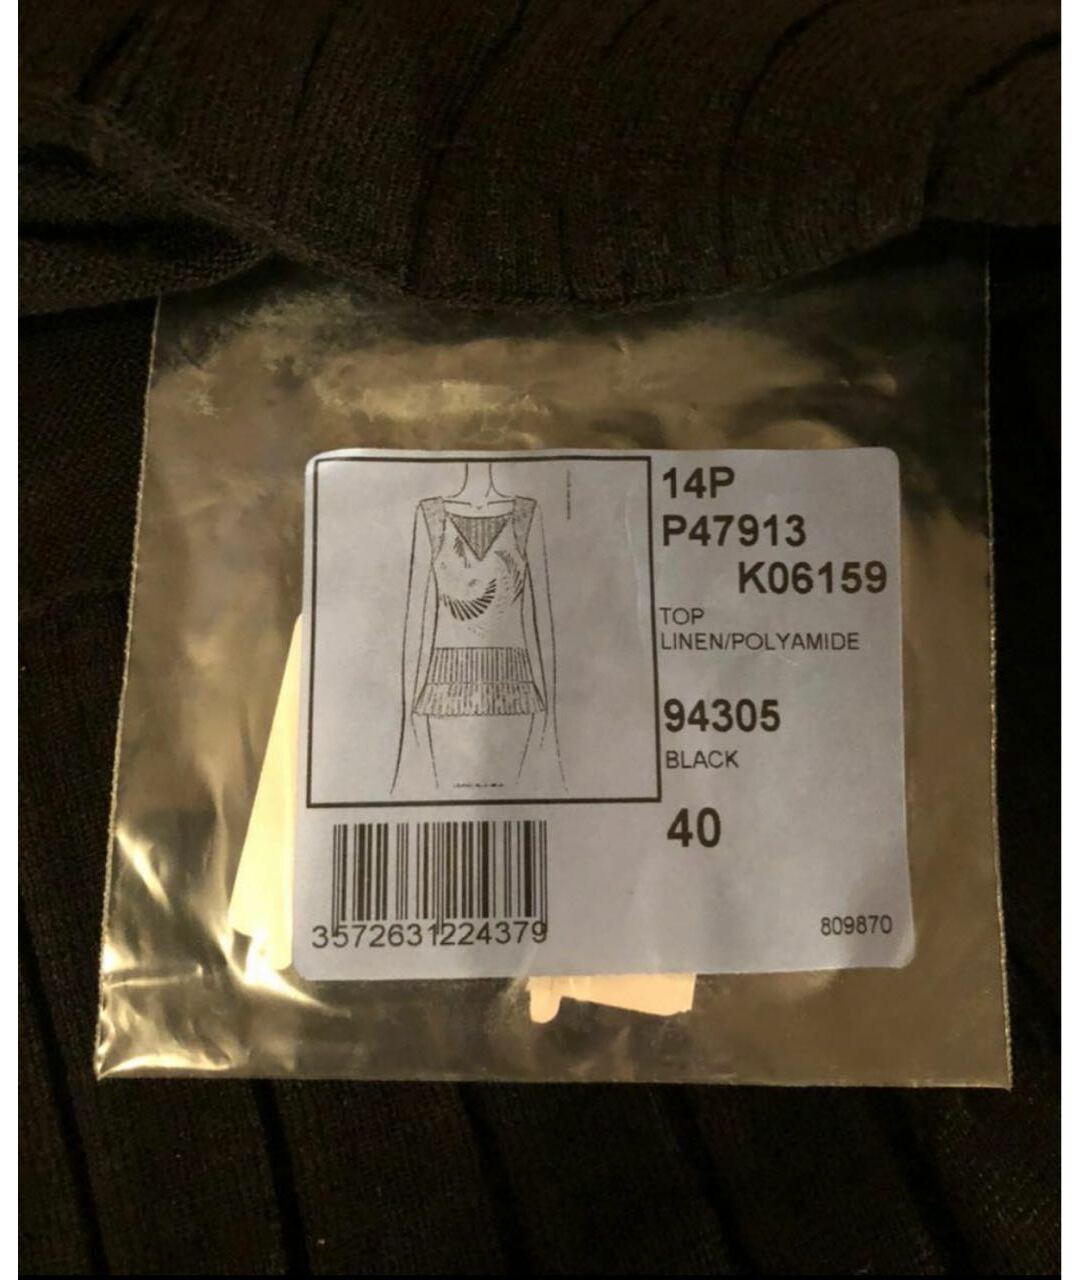 14P
P47913
K06159
TOP
LINEN/POLYAMIDE
94305
BLACK
40
3572631224379
809870